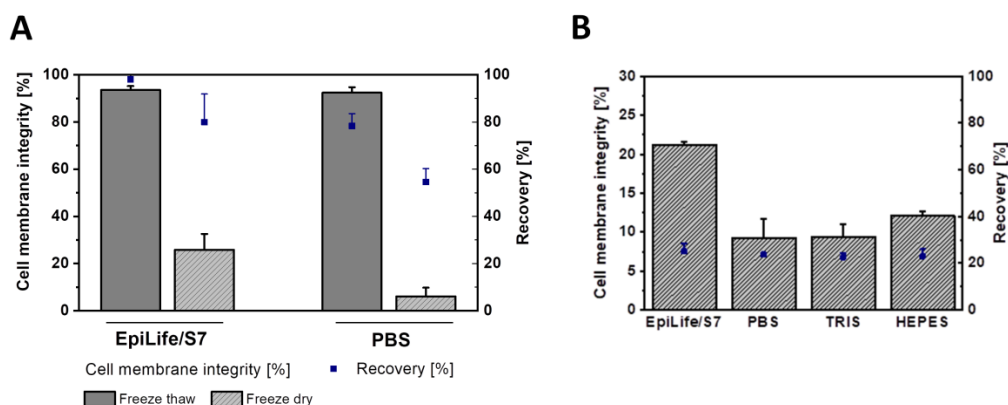 A
Cell membrane integrity [%]
100
80
60
40
20
0
100
80
60
40
20
0
Recovery [%]
EpiLife/S7
PBS
Cell membrane integrity [%]
Recovery [%]
Freeze thaw
Freeze dry
B
Cell membrane integrity [%]
30
25
20
15
10
5
0
100
80
60
40
20
0
Recovery [%]
EpiLife/S7
PBS
TRIS
HEPES